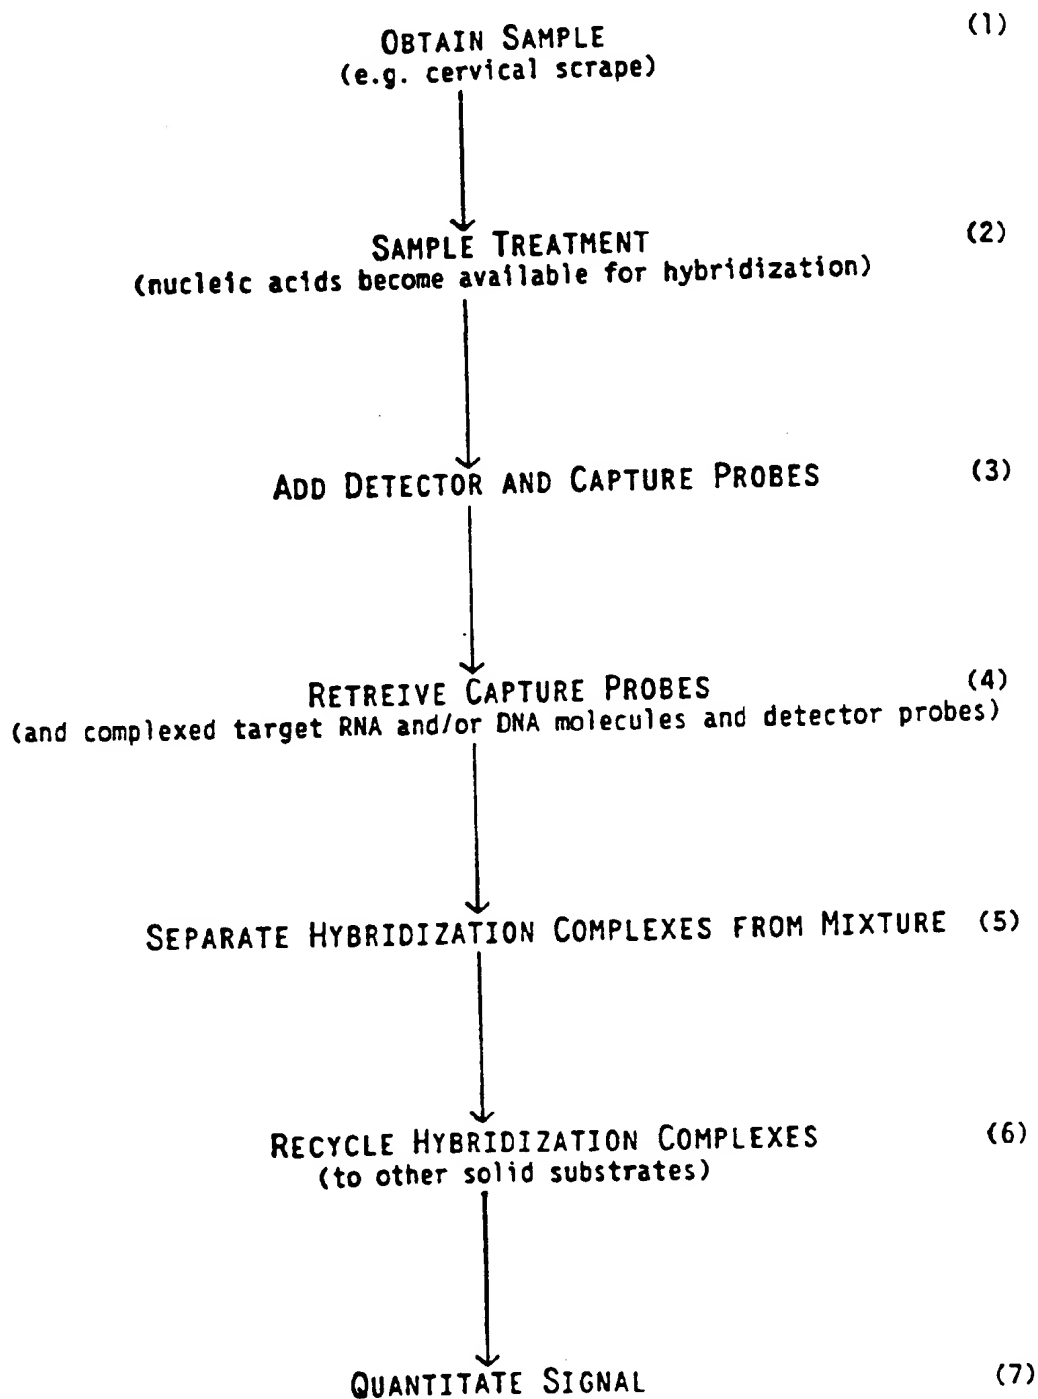 OBTAIN SAMPLE (1)
(e.g. cervical scrape)
SAMPLE TREATMENT (2)
(nucleic acids become available for hybridization)
ADD DETECTOR AND CAPTURE PROBES (3)
RETREIVE CAPTURE PROBES (4)
(and complexed target RNA and/or DNA molecules and detector probes)
SEPARATE HYBRIDIZATION COMPLEXES FROM MIXTURE (5)
RECYCLE HYBRIDIZATION COMPLEXES (6)
(to other solid substrates)
QUANTITATE SIGNAL (7)